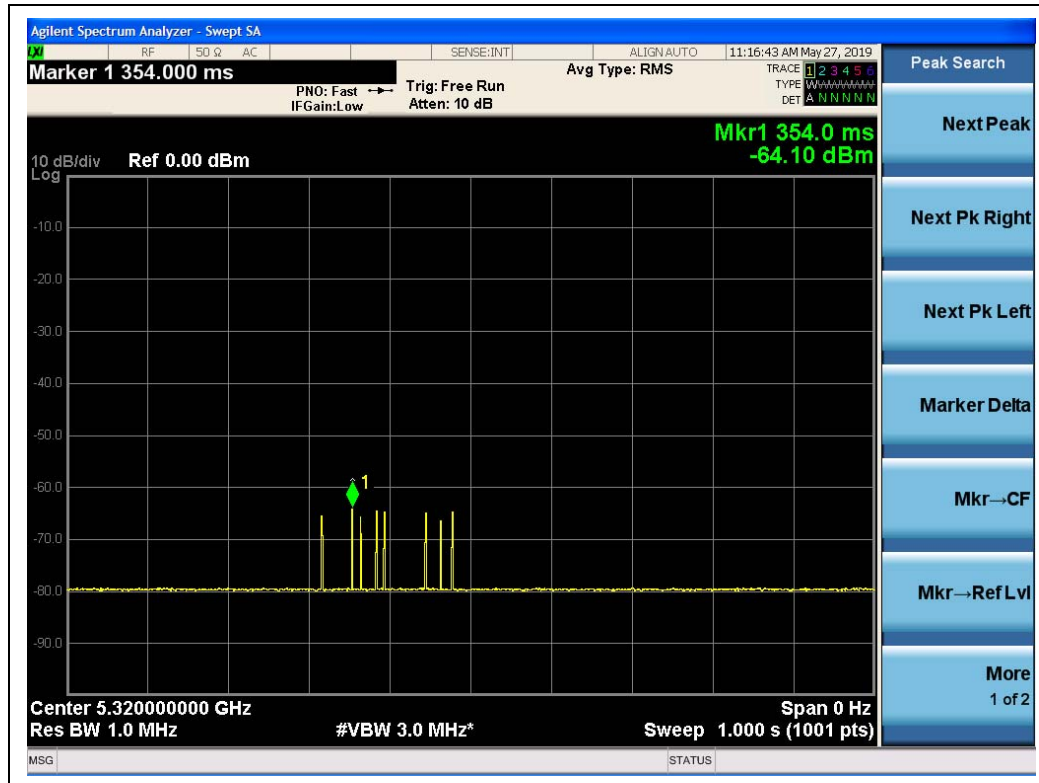 Agilent Spectrum Analyzer - Swept SA
LXI RF 50 Ω AC SENSE:INT ALIGN AUTO 11:16:43 AM May 27, 2019
Marker 1 354.000 ms
PNO: Fast
IFGain:Low
Trig: Free Run
Atten: 10 dB
Avg Type: RMS
TRACE 1 2 3 4 5 6
TYPE
DET A N N N N N
Mkr1 354.0 ms
-64.10 dBm
10 dB/div Ref 0.00 dBm
Log
-10.0
-20.0
-30.0
-40.0
-50.0
-60.0
1
-70.0
-80.0
-90.0
Center 5.320000000 GHz Span 0 Hz
Res BW 1.0 MHz #VBW 3.0 MHz* Sweep 1.000 s (1001 pts)
MSG STATUS
Peak Search
Next Peak
Next Pk Right
Next Pk Left
Marker Delta
Mkr→CF
Mkr→Ref Lvl
More
1 of 2